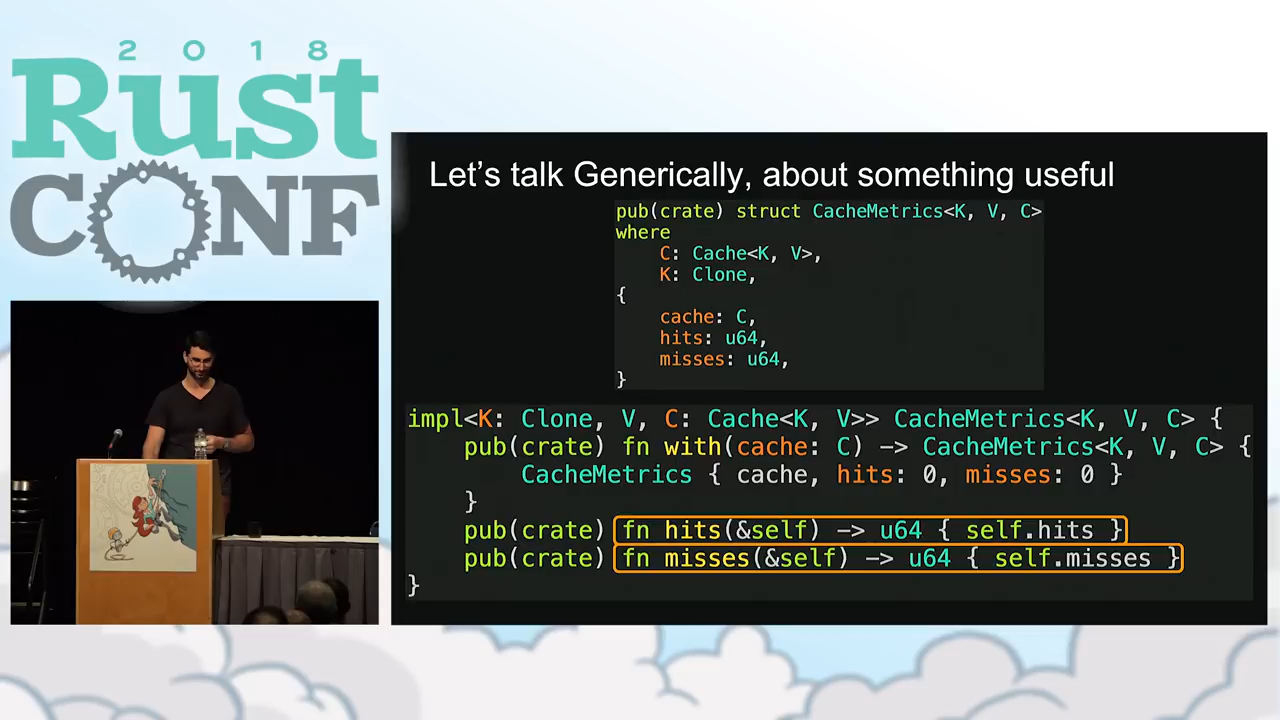 2018
Rust
CONF
Let’s talk Generically, about something useful
pub(crate) struct CacheMetrics<K, V, C>
where
    C: Cache<K, V>,
    K: Clone,
{
    cache: C,
    hits: u64,
    misses: u64,
}
impl<K: Clone, V, C: Cache<K, V>> CacheMetrics<K, V, C> {
    pub(crate) fn with(cache: C) -> CacheMetrics<K, V, C> {
        CacheMetrics { cache, hits: 0, misses: 0 }
    }
    pub(crate) fn hits(&self) -> u64 { self.hits }
    pub(crate) fn misses(&self) -> u64 { self.misses }
}